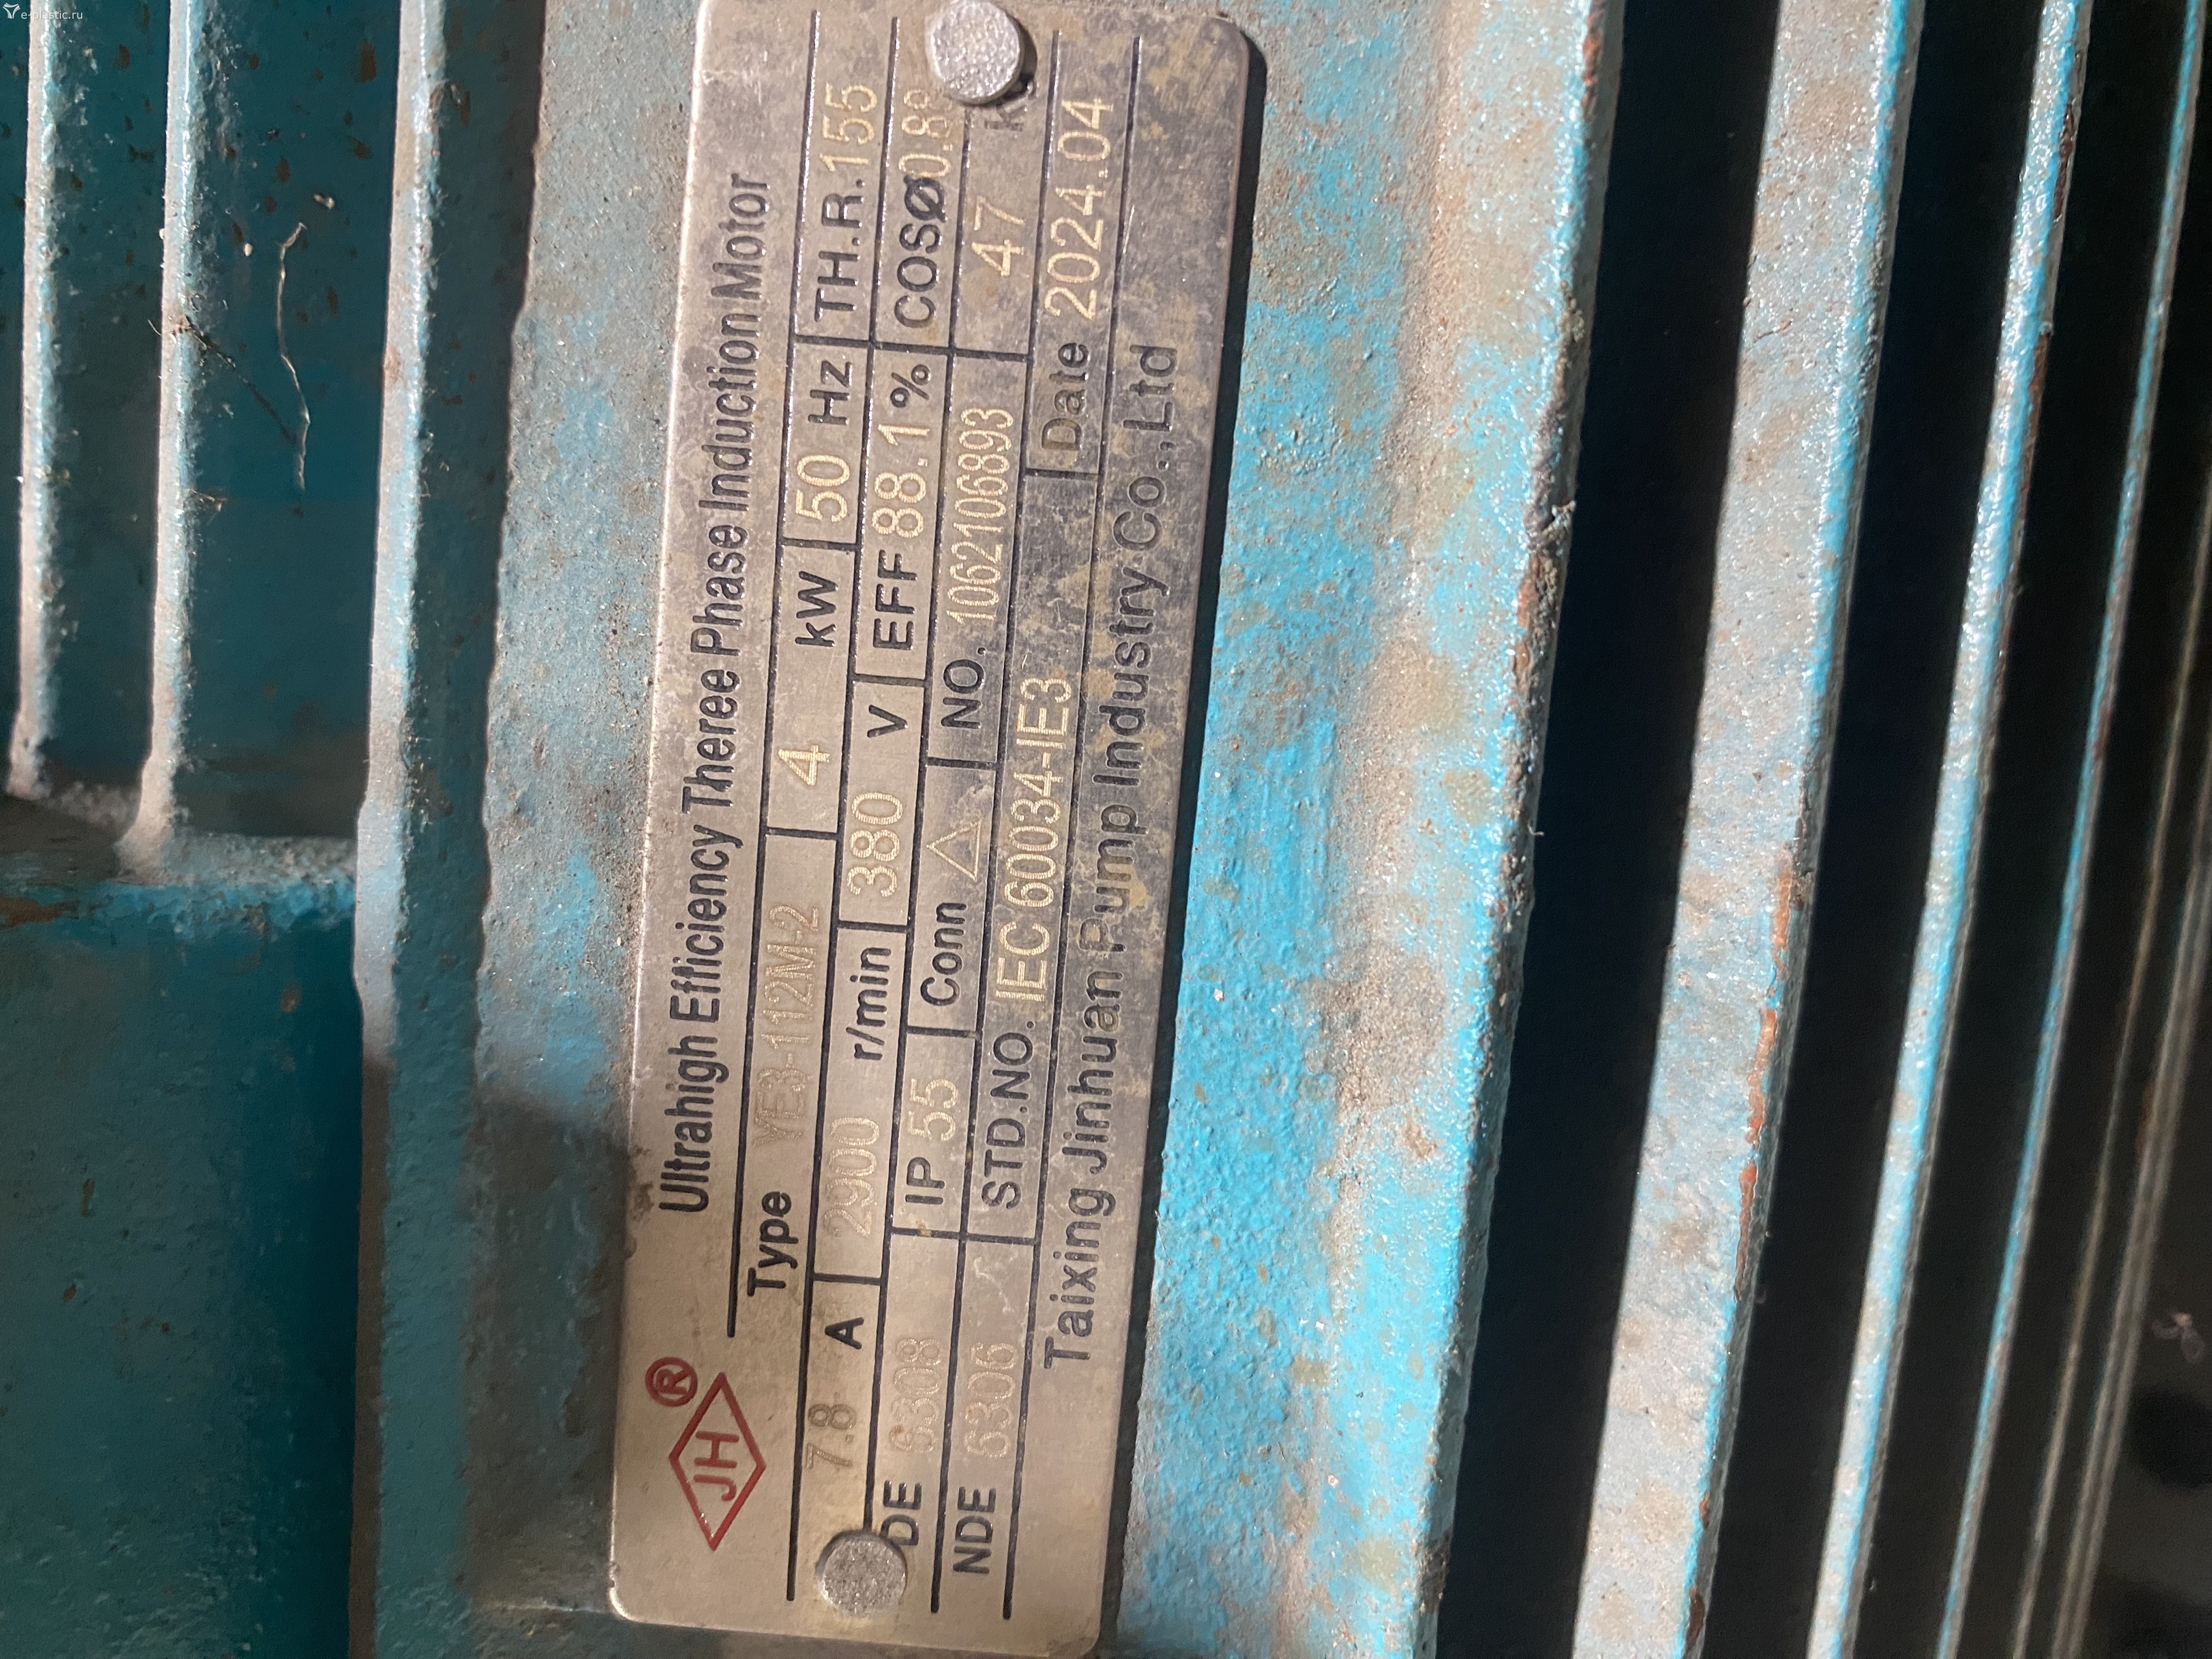 e-plastic.ru
JH®
Ultrahigh Efficiency Theree Phase Induction Motor
Type YE3-112M-2 4 kW 50 Hz TH.R. 155
7.8 A 2900 r/min 380 V EFF 88.1 % COSØ 0.88
DE 6308 IP 55 Conn △ NO. 1062106893 47
NDE 6306 STD.NO. IEC 60034-IE3 Date 2024.04
Taixing Jinhuan Pump Industry Co.,Ltd